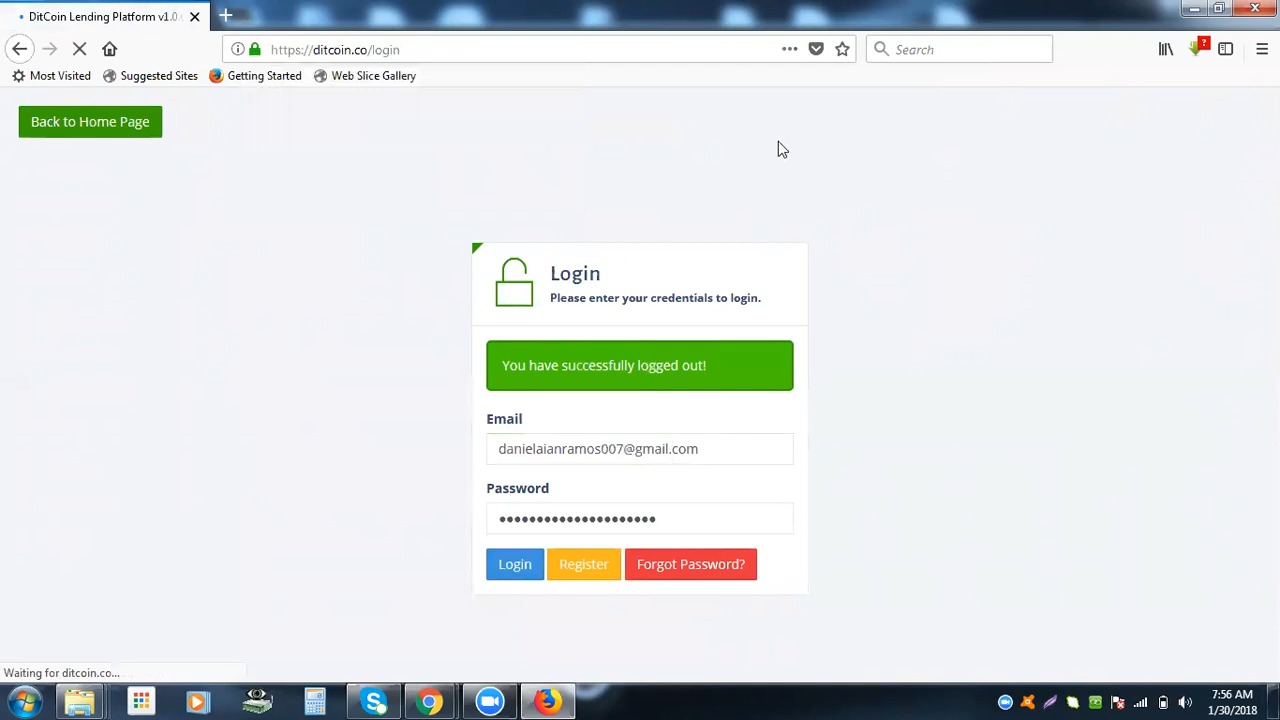 DitCoin Lending Platform v1.0.
https://ditcoin.co/login
Search
?
Most Visited
Suggested Sites
Getting Started
Web Slice Gallery
Back to Home Page
Login
Please enter your credentials to login.
You have successfully logged out!
Email
danielaianramos007@gmail.com
Password
Login
Register
Forgot Password?
Waiting for ditcoin.co...
7:56 AM
1/30/2018